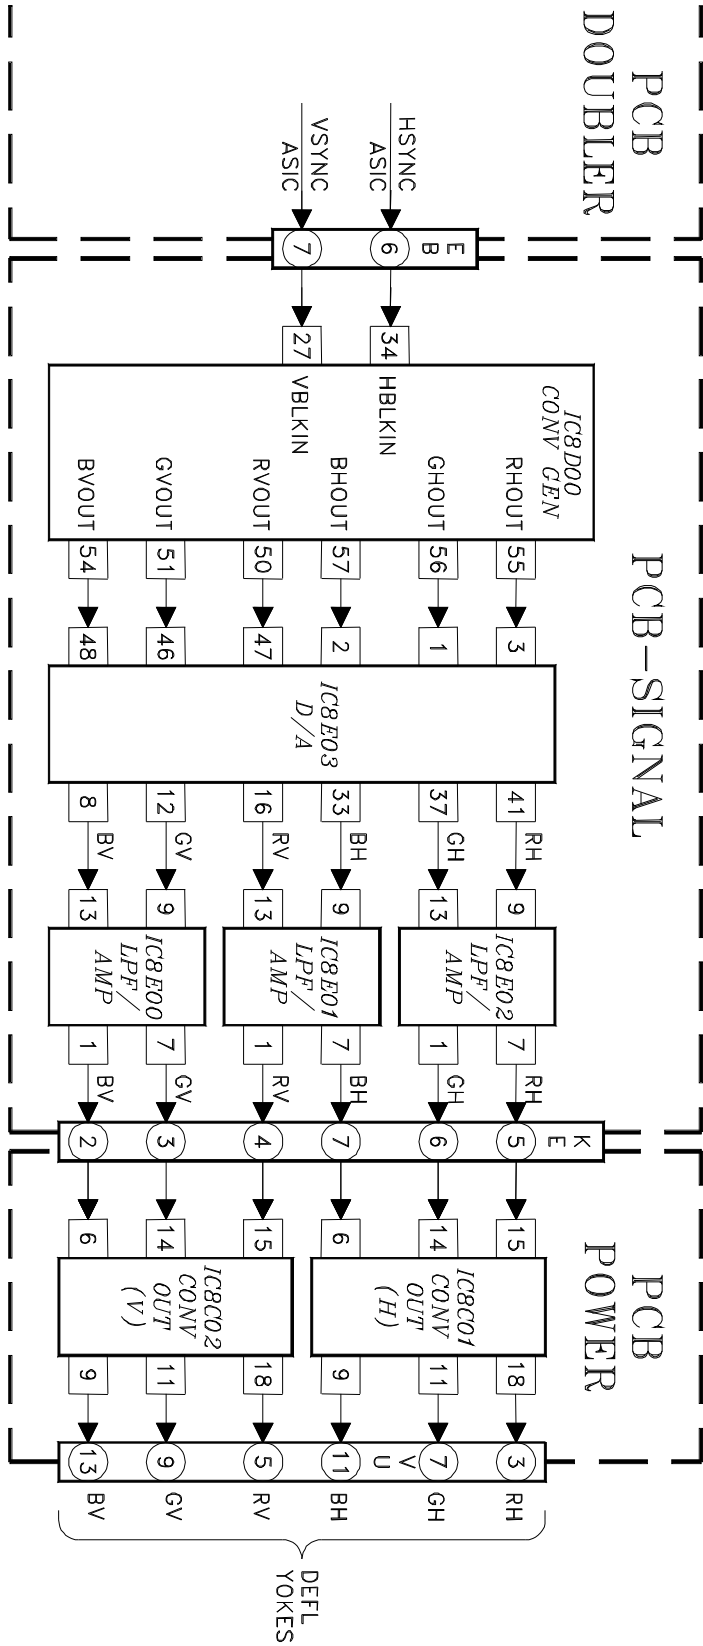 PCB
DOUBLER
PCB-SIGNAL
PCB
POWER
HSYNC
ASIC
VSYNC
ASIC
E
B
6
7
34
27
HBLKIN
VBLKIN
IC8D00
CONV GEN
RHOUT
GHOUT
BHOUT
RVOUT
GVOUT
BVOUT
55
56
57
50
51
54
3
1
2
47
46
48
IC8E03
D/A
41
37
33
16
12
8
RH
GH
BH
RV
GV
BV
9
13
9
13
9
13
IC8E02
LPF/
AMP
IC8E01
LPF/
AMP
IC8E00
LPF/
AMP
7
1
7
1
7
1
RH
GH
BH
RV
GV
BV
K
E
5
6
7
4
3
2
15
14
6
15
14
6
IC8C01
CONV
OUT
(H)
IC8C02
CONV
OUT
(V)
18
11
9
18
11
9
V
U
3
7
11
5
9
13
RH
GH
BH
RV
GV
BV
DEFL
YOKES